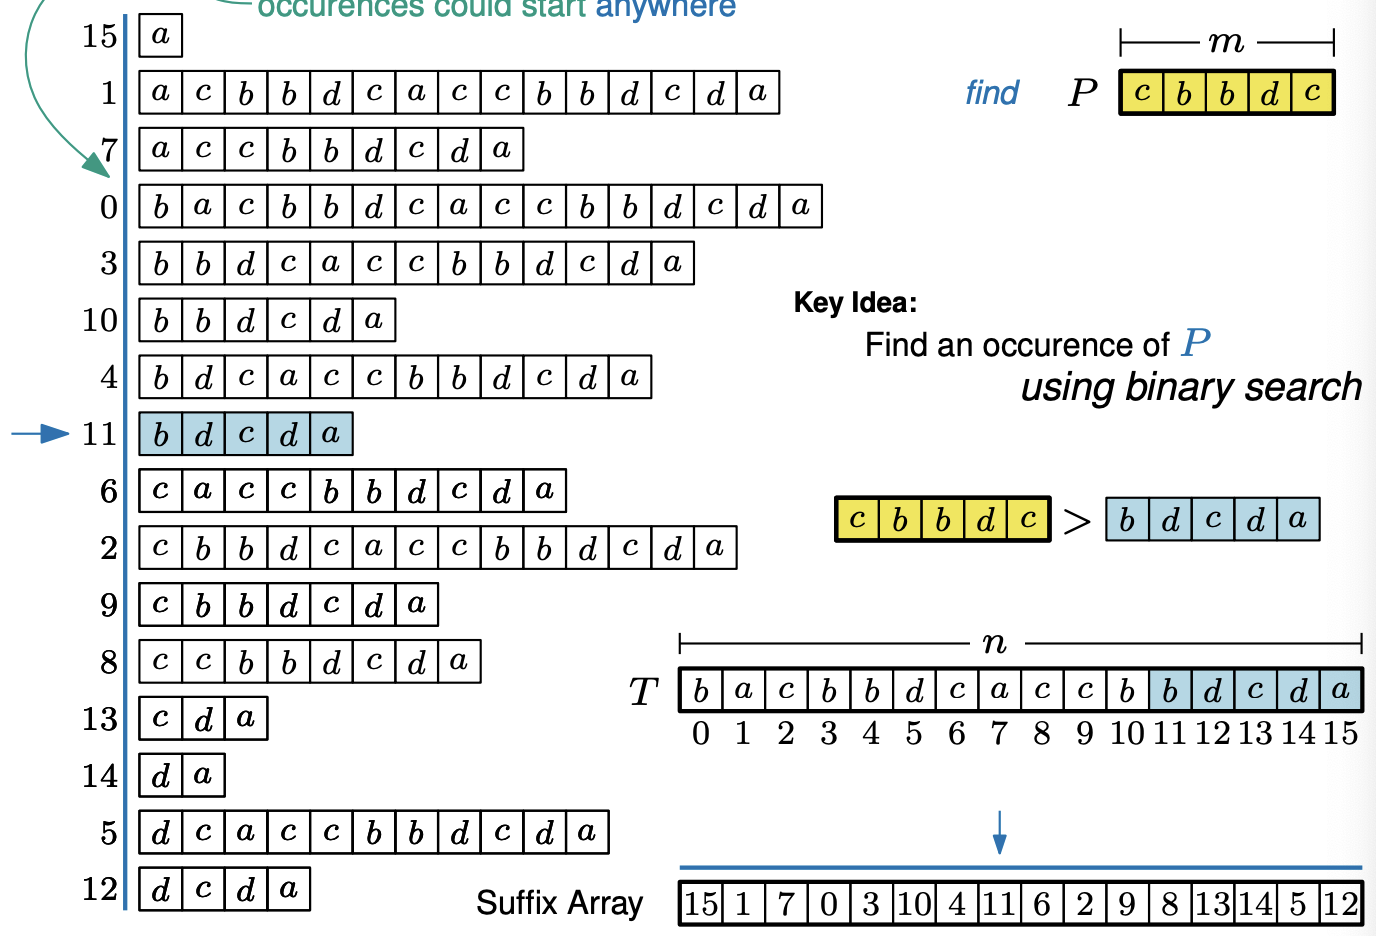 occurences could start anywhere
15 a
1 a c b b d c a c c b b d c d a
find P c b b d c
m
7 a c c b b d c d a
0 b a c b b d c a c c b b d c d a
3 b b d c a c c b b d c d a
10 b b d c d a
4 b d c a c c b b d c d a
11 b d c d a
6 c a c c b b d c d a
2 c b b d c a c c b b d c d a
9 c b b d c d a
8 c c b b d c d a
13 c d a
14 d a
5 d c a c c b b d c d a
12 d c d a
Key Idea:
Find an occurence of P
using binary search
c b b d c > b d c d a
n
T b a c b b d c a c c b b d c d a
0 1 2 3 4 5 6 7 8 9 10 11 12 13 14 15
Suffix Array 15 1 7 0 3 10 4 11 6 2 9 8 13 14 5 12